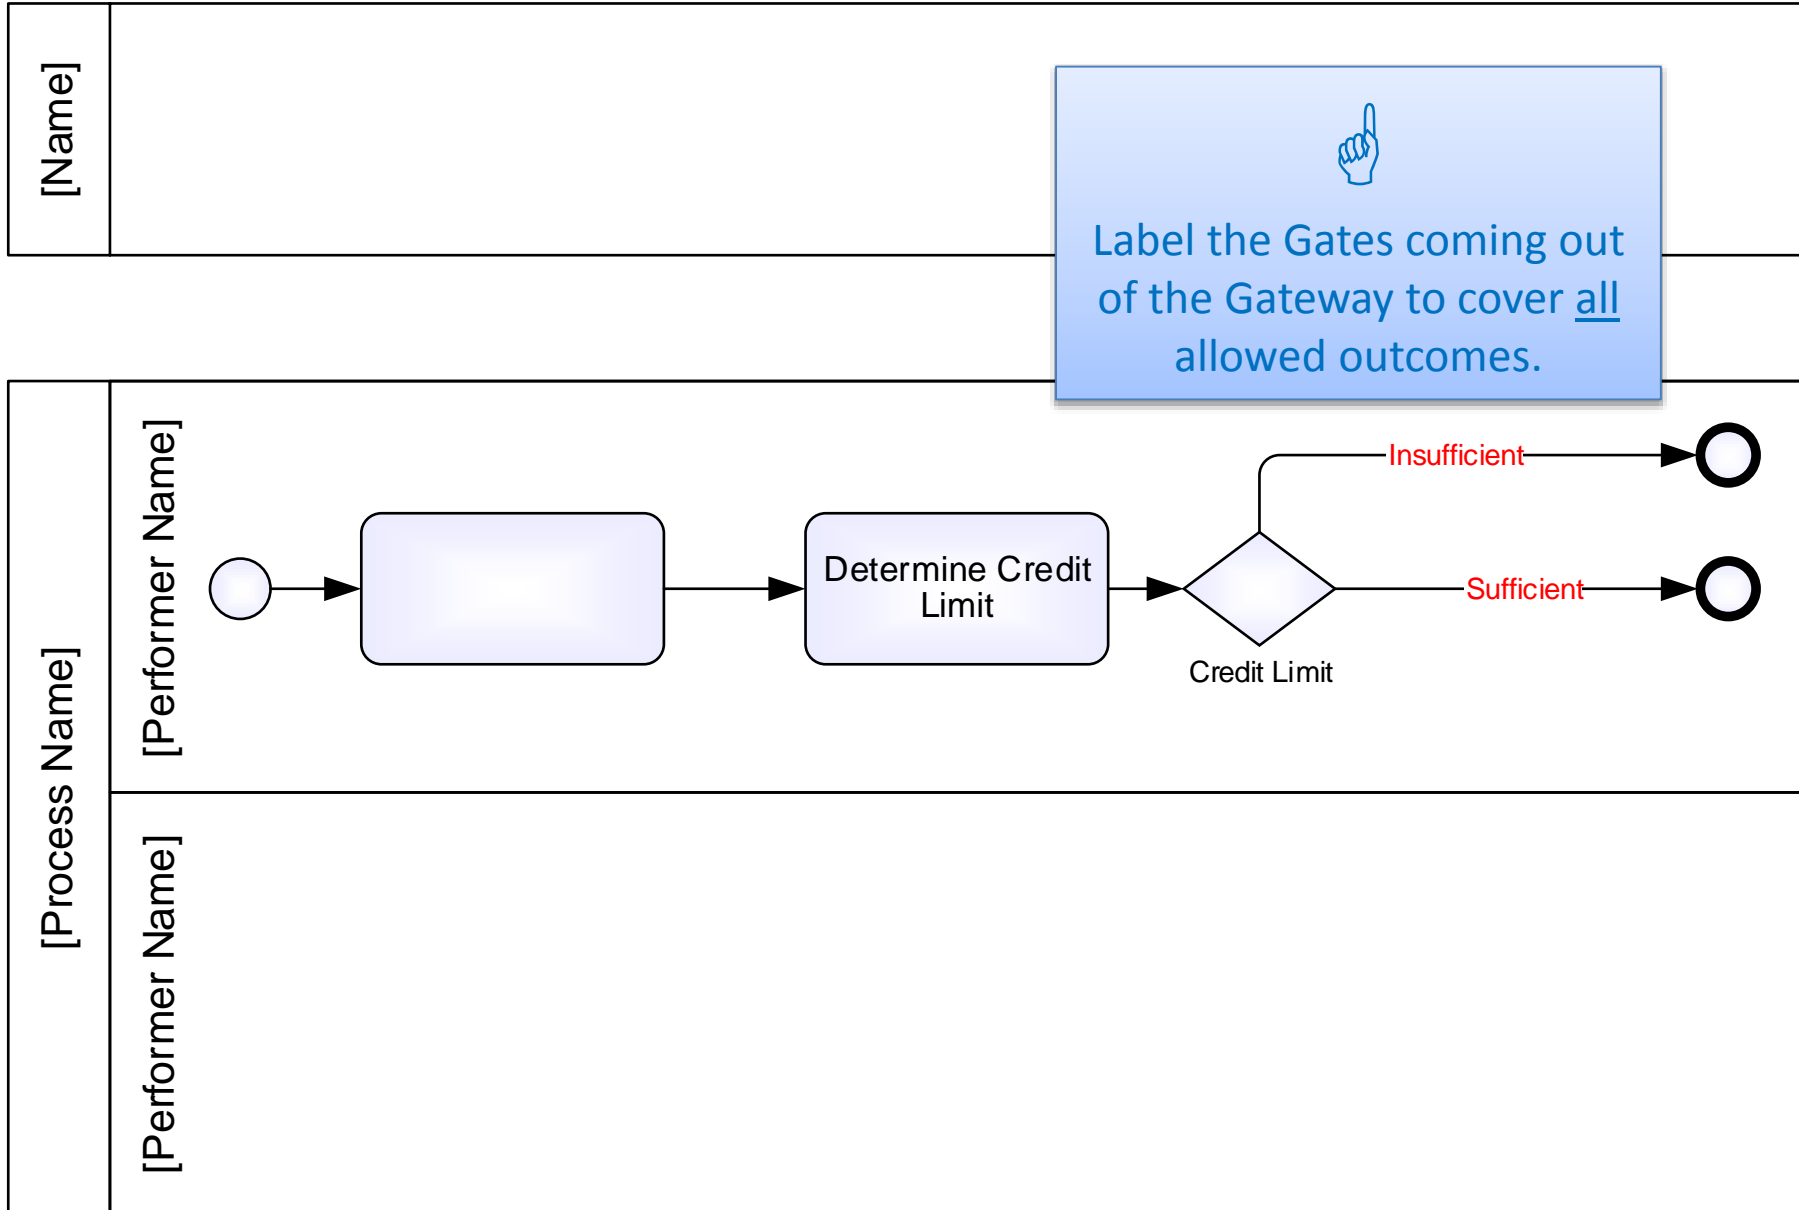 [Name]
☝
Label the Gates coming out
of the Gateway to cover all
allowed outcomes.
[Process Name]
[Performer Name]
Insufficient
Determine Credit
Limit
Sufficient
Credit Limit
[Performer Name]